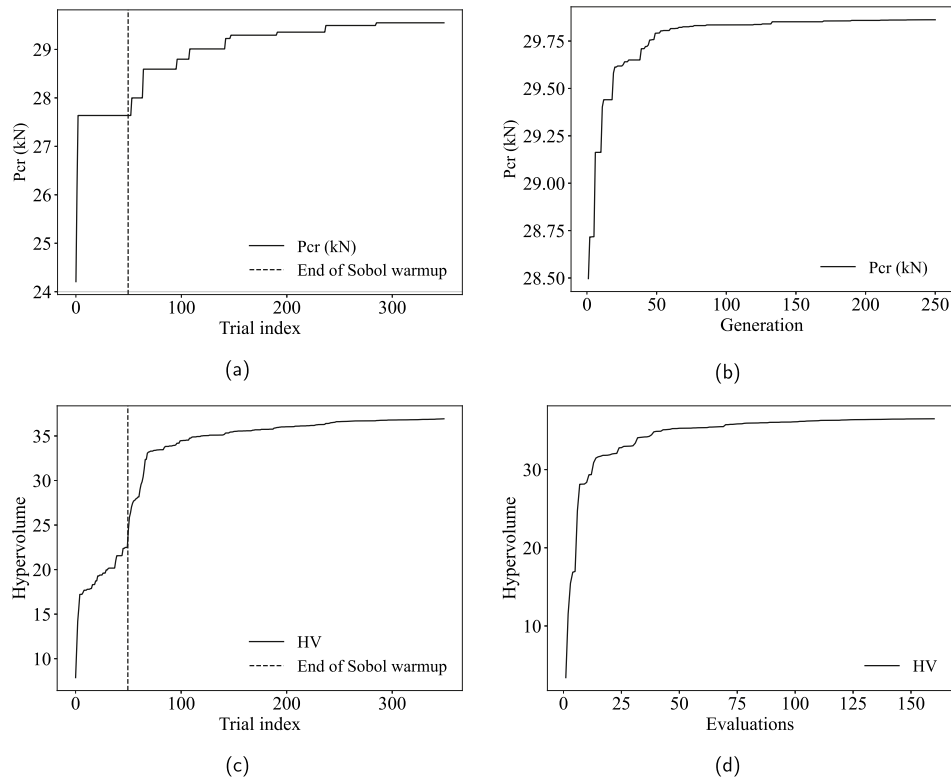 29
28
27
26
25
24
Pcr (kN)
Pcr (kN)
End of Sobol warmup
0
100
200
300
Trial index
(a)
29.75
29.50
29.25
29.00
28.75
28.50
Pcr (kN)
Pcr (kN)
0
50
100
150
200
250
Generation
(b)
35
30
25
20
15
10
Hypervolume
HV
End of Sobol warmup
0
100
200
300
Trial index
(c)
30
20
10
Hypervolume
HV
0
25
50
75
100
125
150
Evaluations
(d)